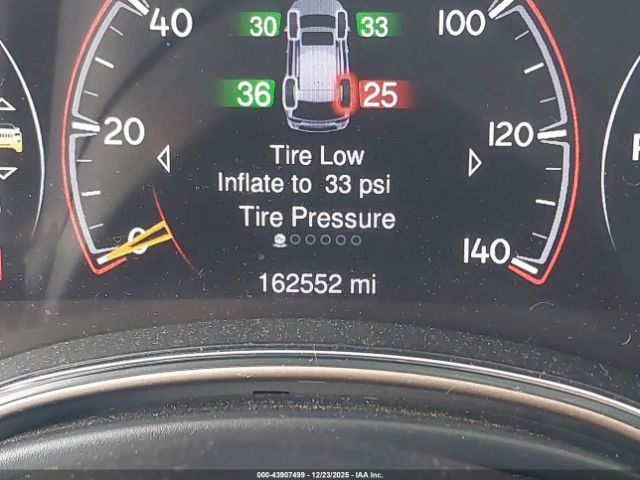 40 30 33 100
36 25
20 120
Tire Low
Inflate to 33 psi
Tire Pressure
0 140
162552 mi
000-43907499 - 12/23/2025 - IAA Inc.